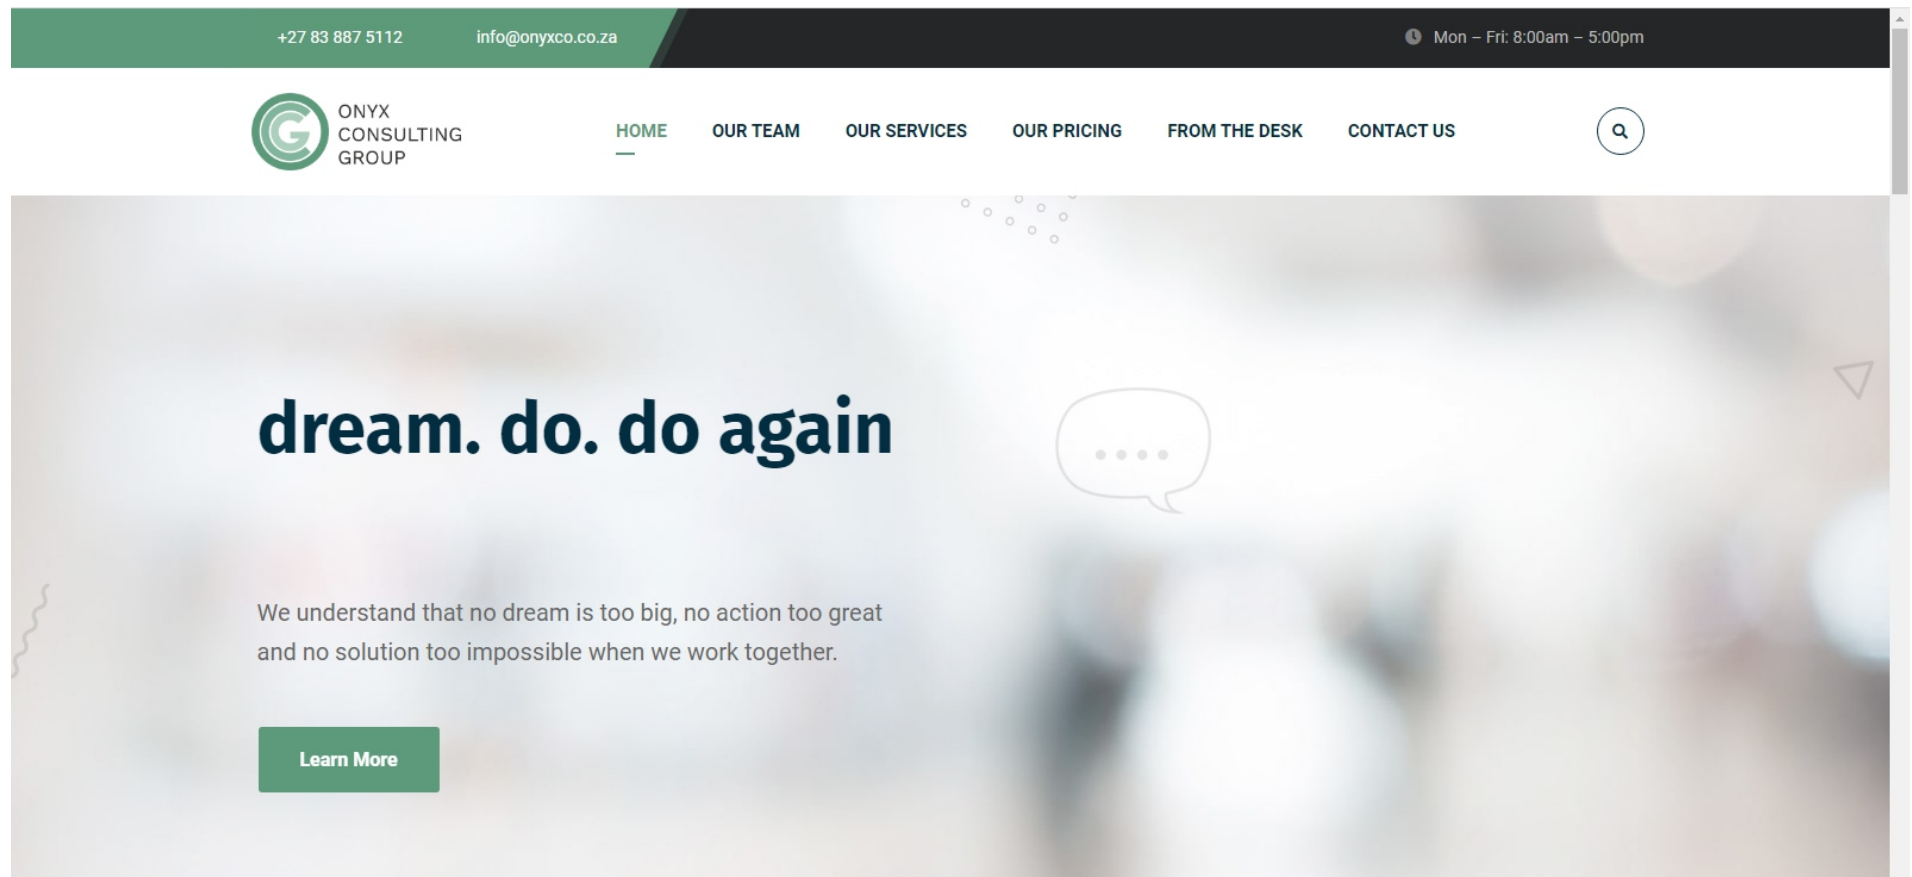 +27 83 887 5112
info@onyxco.co.za
Mon – Fri: 8:00am – 5:00pm
ONYX
CONSULTING
GROUP
HOME
OUR TEAM
OUR SERVICES
OUR PRICING
FROM THE DESK
CONTACT US
dream. do. do again
We understand that no dream is too big, no action too great
and no solution too impossible when we work together.
Learn More